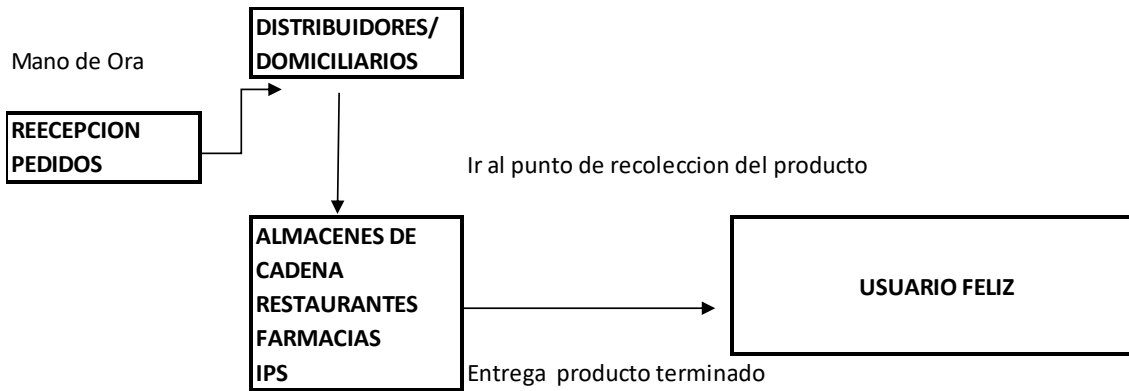 DISTRIBUIDORES/
DOMICILIARIOS
Mano de Ora
REECEPCION
PEDIDOS
Ir al punto de recoleccion del producto
ALMACENES DE
CADENA
RESTAURANTES
FARMACIAS
IPS
USUARIO FELIZ
Entrega producto terminado